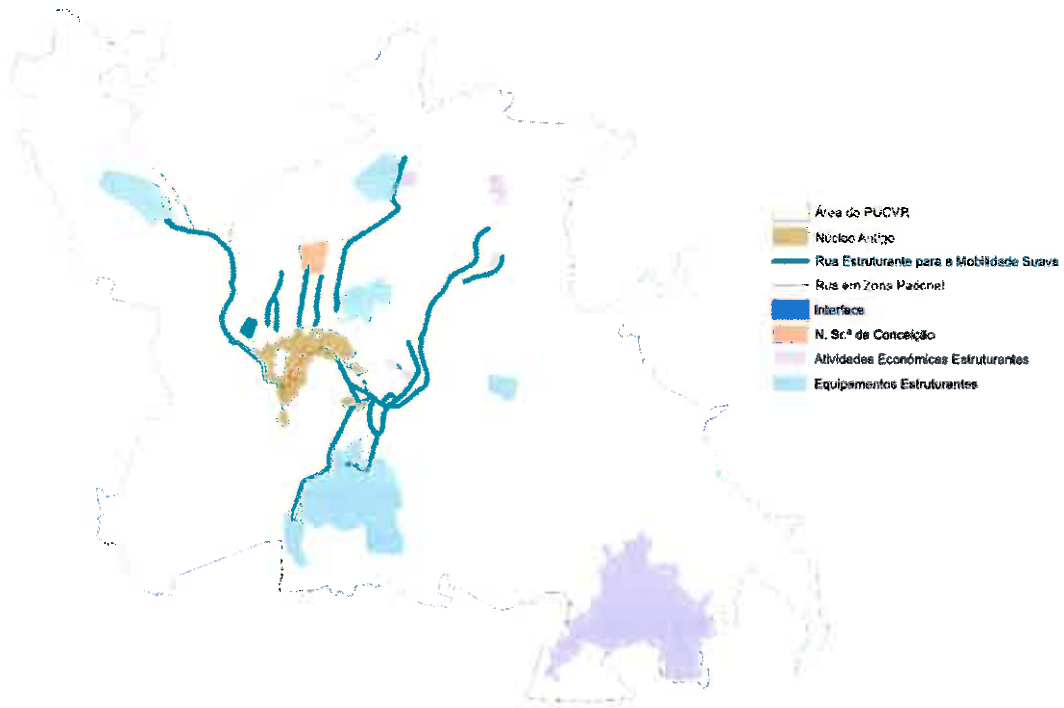 Área do PUCVR
Núcleo Antigo
Rua Estruturante para a Mobilidade Suave
Rua em Zona Pedonal
Interface
N. Sr.ª da Conceição
Atividades Económicas Estruturantes
Equipamentos Estruturantes